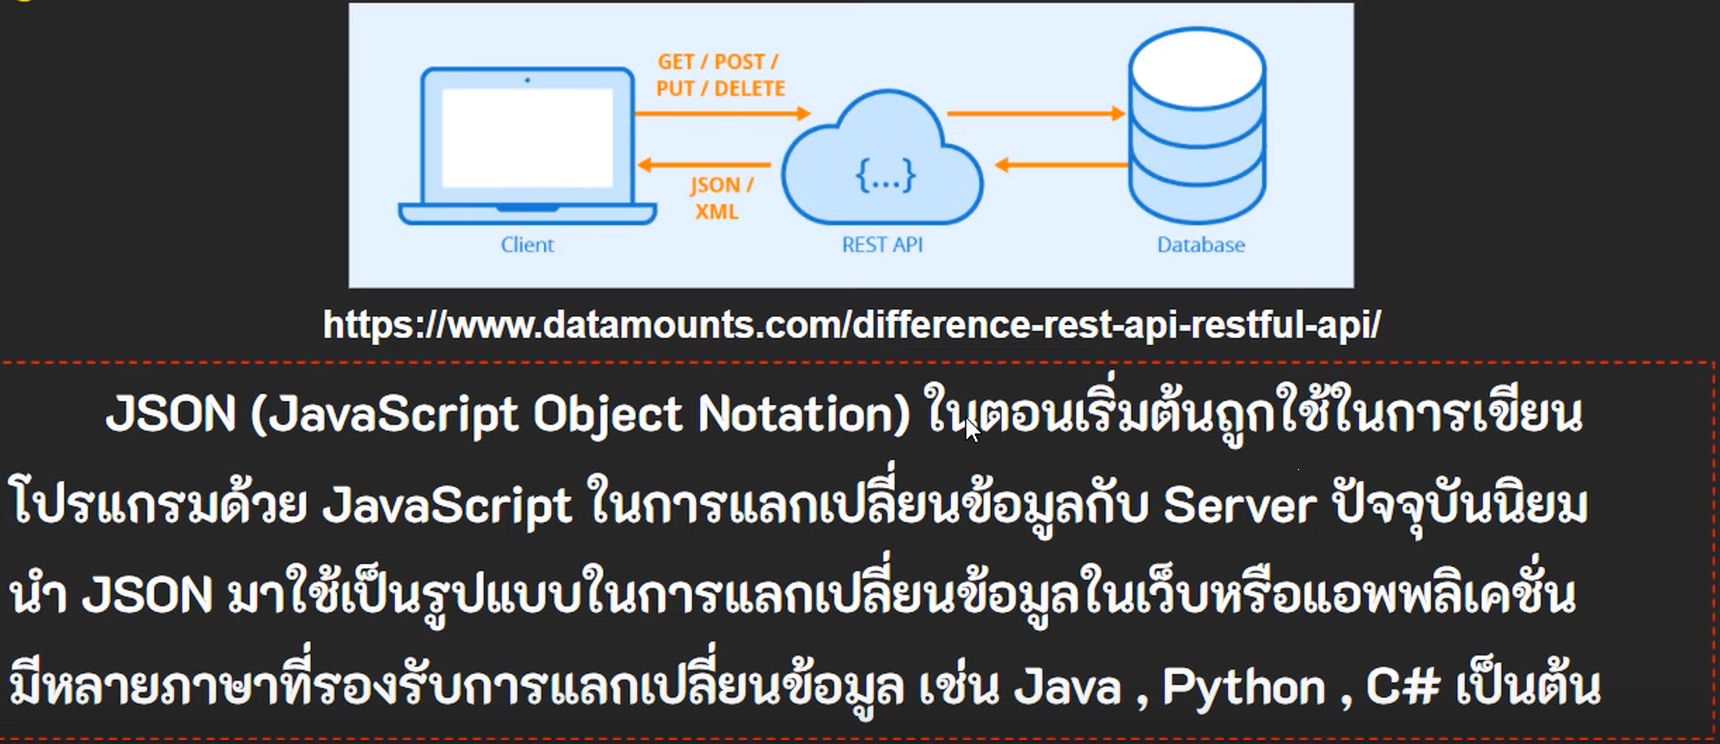 GET / POST /
PUT / DELETE
{...}
JSON /
XML
Client
REST API
Database
https://www.datamounts.com/difference-rest-api-restful-api/
JSON (JavaScript Object Notation) ในตอนเริ่มต้นถูกใช้ในการเขียน
โปรแกรมด้วย JavaScript ในการแลกเปลี่ยนข้อมูลกับ Server ปัจจุบันนิยม
นำ JSON มาใช้เป็นรูปแบบในการแลกเปลี่ยนข้อมูลในเว็บหรือแอพพลิเคชั่น
มีหลายภาษาที่รองรับการแลกเปลี่ยนข้อมูล เช่น Java , Python , C# เป็นต้น